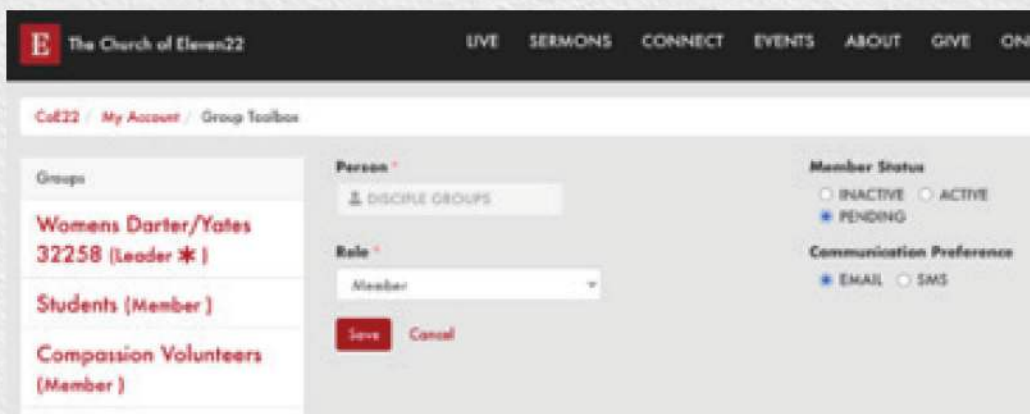 E The Church of Eleven22
LIVE SERMONS CONNECT EVENTS ABOUT GIVE ON
CoE22 / My Account / Group Toolbox
Groups
Womens Darter/Yates
32258 (Leader * )
Students (Member )
Compassion Volunteers
(Member )
Person *
DISCIPLE GROUPS
Role *
Member
Save Cancel
Member Status
INACTIVE ACTIVE
PENDING
Communication Preference
EMAIL SMS